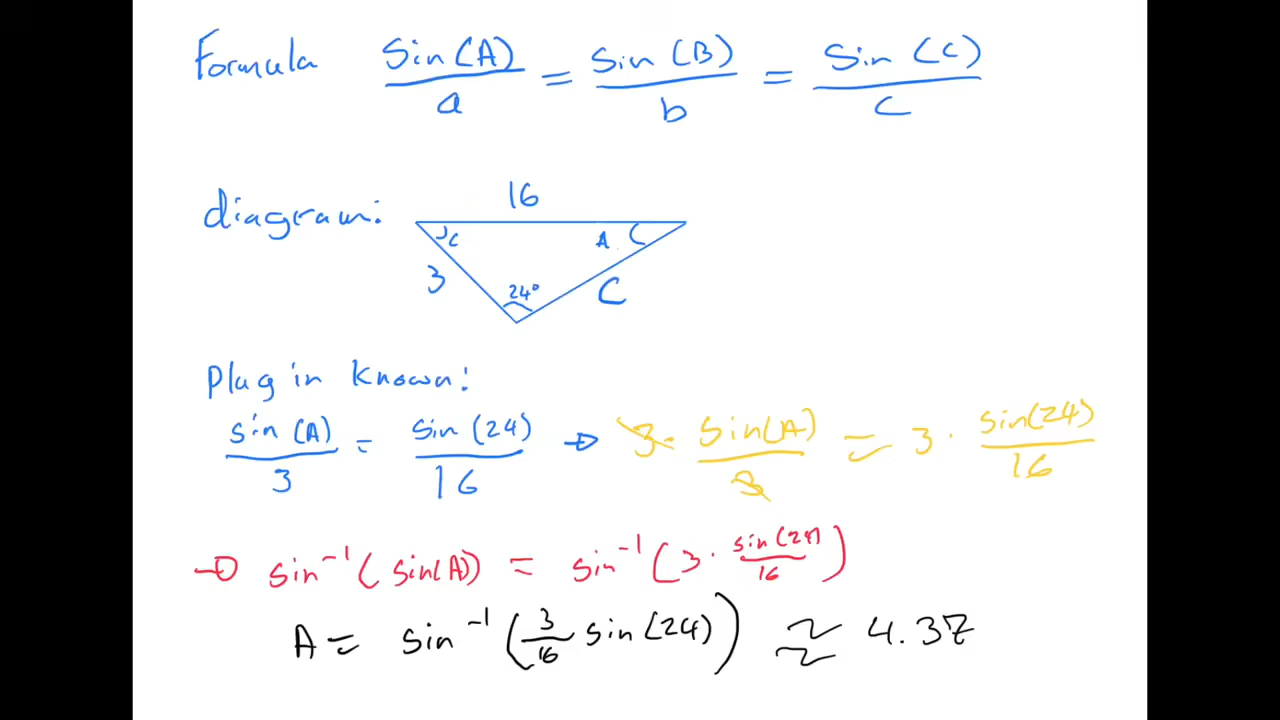 Formula sin(A)/a = sin(B)/b = sin(C)/c
diagram:
16
C A
3 24° C
Plug in known:
sin(A)/3 = sin(24)/16 → 3· sin(A)/3 = 3 · sin(24)/16
→ sin⁻¹(sin(A)) = sin⁻¹(3 · sin(24)/16)
A = sin⁻¹(3/16 sin(24)) ≈ 4.37